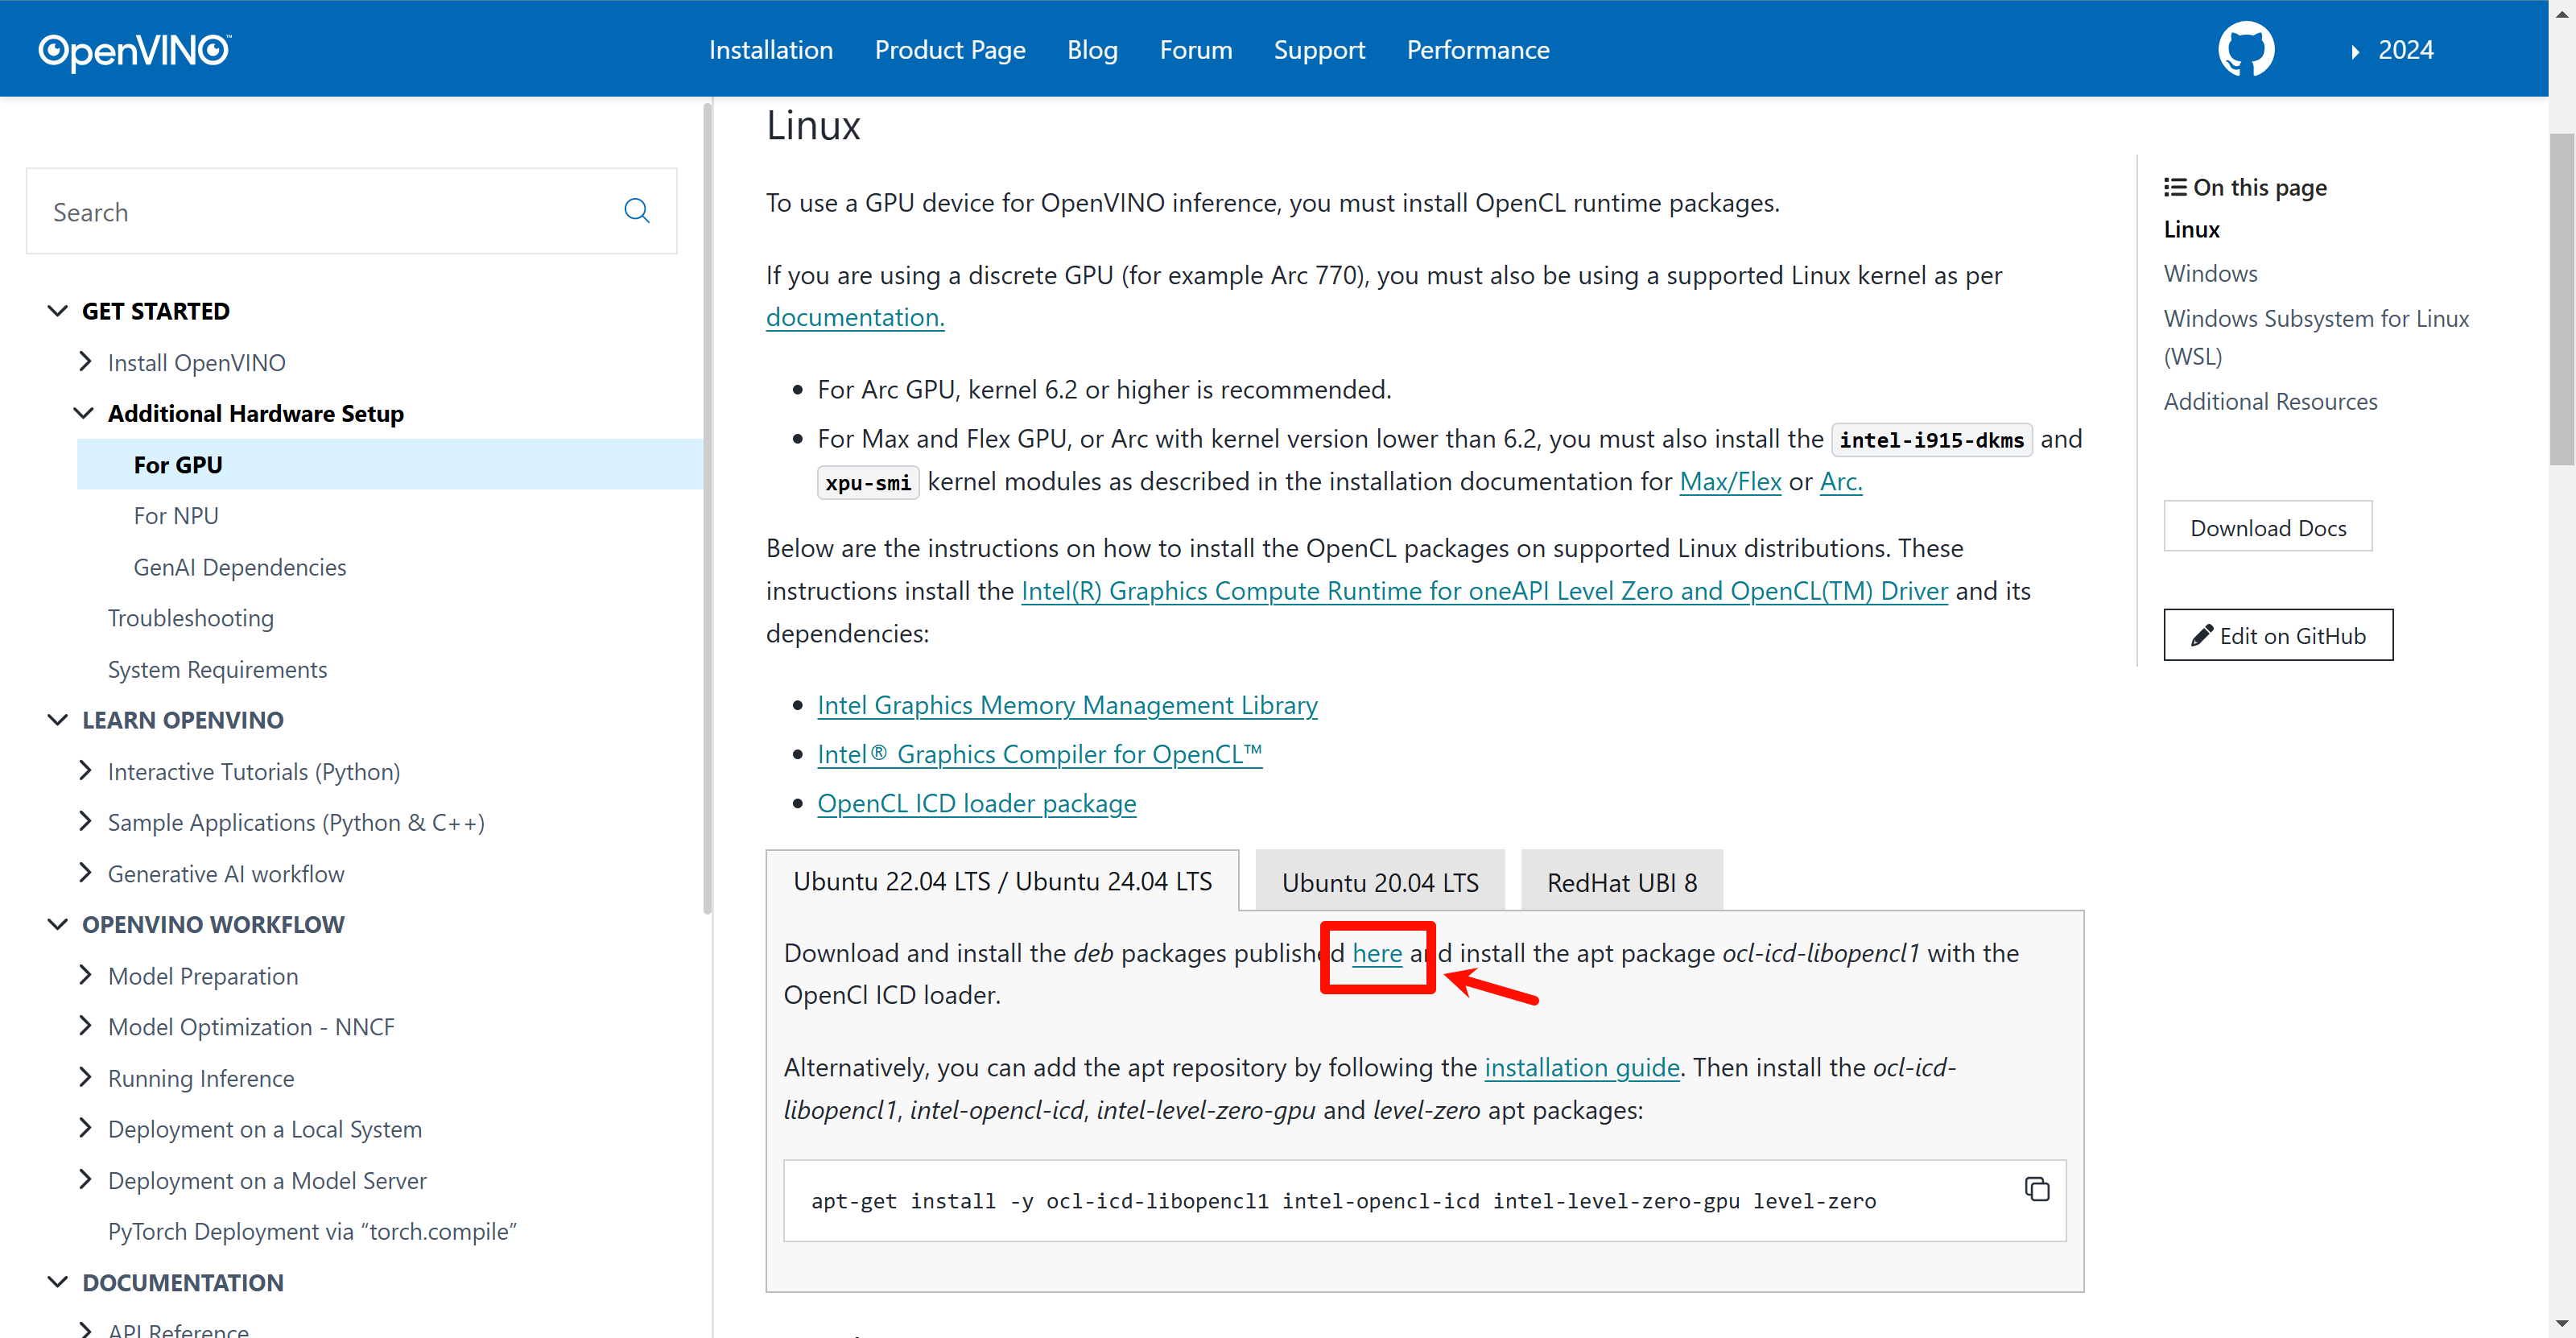 OpenVINO™
Installation Product Page Blog Forum Support Performance
2024
Search
GET STARTED
Install OpenVINO
Additional Hardware Setup
For GPU
For NPU
GenAI Dependencies
Troubleshooting
System Requirements
LEARN OPENVINO
Interactive Tutorials (Python)
Sample Applications (Python & C++)
Generative AI workflow
OPENVINO WORKFLOW
Model Preparation
Model Optimization - NNCF
Running Inference
Deployment on a Local System
Deployment on a Model Server
PyTorch Deployment via “torch.compile”
DOCUMENTATION
API Reference
Linux
To use a GPU device for OpenVINO inference, you must install OpenCL runtime packages.
If you are using a discrete GPU (for example Arc 770), you must also be using a supported Linux kernel as per
documentation.
For Arc GPU, kernel 6.2 or higher is recommended.
For Max and Flex GPU, or Arc with kernel version lower than 6.2, you must also install the intel-i915-dkms and
xpu-smi kernel modules as described in the installation documentation for Max/Flex or Arc.
Below are the instructions on how to install the OpenCL packages on supported Linux distributions. These
instructions install the Intel(R) Graphics Compute Runtime for oneAPI Level Zero and OpenCL(TM) Driver and its
dependencies:
Intel Graphics Memory Management Library
Intel® Graphics Compiler for OpenCL™
OpenCL ICD loader package
Ubuntu 22.04 LTS / Ubuntu 24.04 LTS Ubuntu 20.04 LTS RedHat UBI 8
Download and install the deb packages published here and install the apt package ocl-icd-libopencl1 with the
OpenCl ICD loader.
Alternatively, you can add the apt repository by following the installation guide. Then install the ocl-icd-
libopencl1, intel-opencl-icd, intel-level-zero-gpu and level-zero apt packages:
apt-get install -y ocl-icd-libopencl1 intel-opencl-icd intel-level-zero-gpu level-zero
On this page
Linux
Windows
Windows Subsystem for Linux
(WSL)
Additional Resources
Download Docs
Edit on GitHub